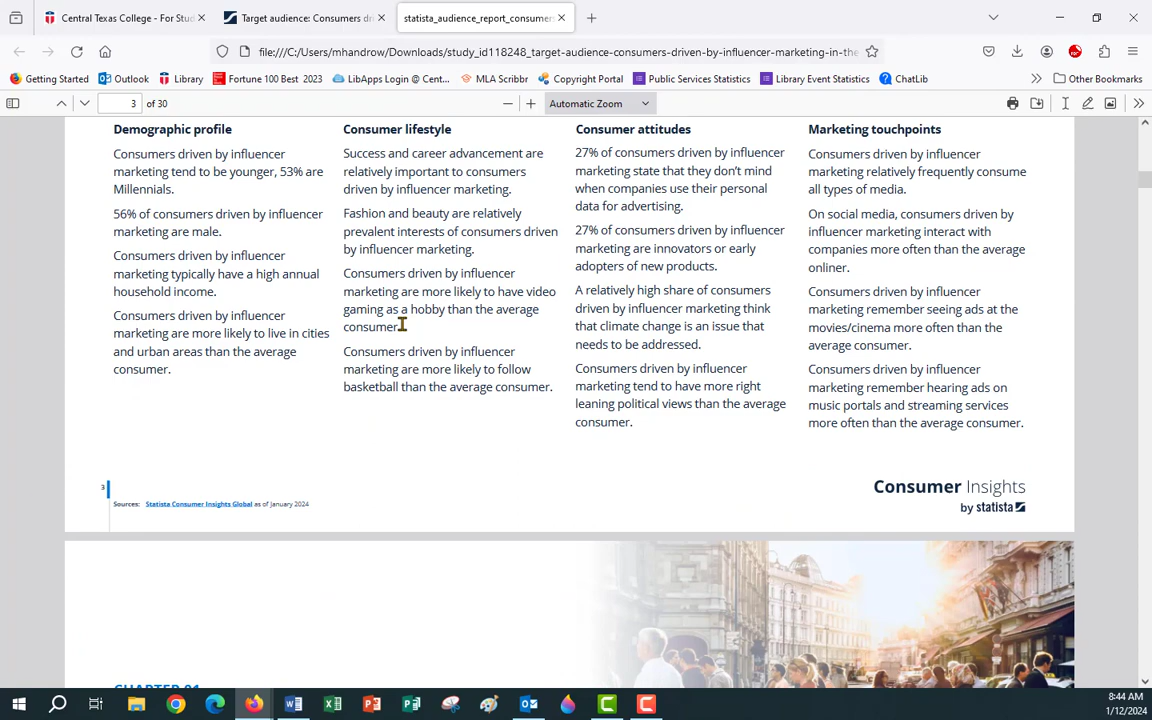 Central Texas College - For Stud
Target audience: Consumers dri
statista_audience_report_consumers
file:///C:/Users/mhandrow/Downloads/study_id118248_target-audience-consumers-driven-by-influencer-marketing-in-the
Getting Started
Outlook
Library
Fortune 100 Best 2023
LibApps Login @ Cent...
MLA Scribbr
Copyright Portal
Public Services Statistics
Library Event Statistics
ChatLib
Other Bookmarks
3 of 30
Automatic Zoom
Demographic profile
Consumers driven by influencer
marketing tend to be younger, 53% are
Millennials.
56% of consumers driven by influencer
marketing are male.
Consumers driven by influencer
marketing typically have a high annual
household income.
Consumers driven by influencer
marketing are more likely to live in cities
and urban areas than the average
consumer.
Consumer lifestyle
Success and career advancement are
relatively important to consumers
driven by influencer marketing.
Fashion and beauty are relatively
prevalent interests of consumers driven
by influencer marketing.
Consumers driven by influencer
marketing are more likely to have video
gaming as a hobby than the average
consumer.
Consumers driven by influencer
marketing are more likely to follow
basketball than the average consumer.
Consumer attitudes
27% of consumers driven by influencer
marketing state that they don't mind
when companies use their personal
data for advertising.
27% of consumers driven by influencer
marketing are innovators or early
adopters of new products.
A relatively high share of consumers
driven by influencer marketing think
that climate change is an issue that
needs to be addressed.
Consumers driven by influencer
marketing tend to have more right
leaning political views than the average
consumer.
Marketing touchpoints
Consumers driven by influencer
marketing relatively frequently consume
all types of media.
On social media, consumers driven by
influencer marketing interact with
companies more often than the average
onliner.
Consumers driven by influencer
marketing remember seeing ads at the
movies/cinema more often than the
average consumer.
Consumers driven by influencer
marketing remember hearing ads on
music portals and streaming services
more often than the average consumer.
3
Sources: Statista Consumer Insights Global as of January 2024
Consumer Insights
by statista
CHAPTER 01
8:44 AM
1/12/2024